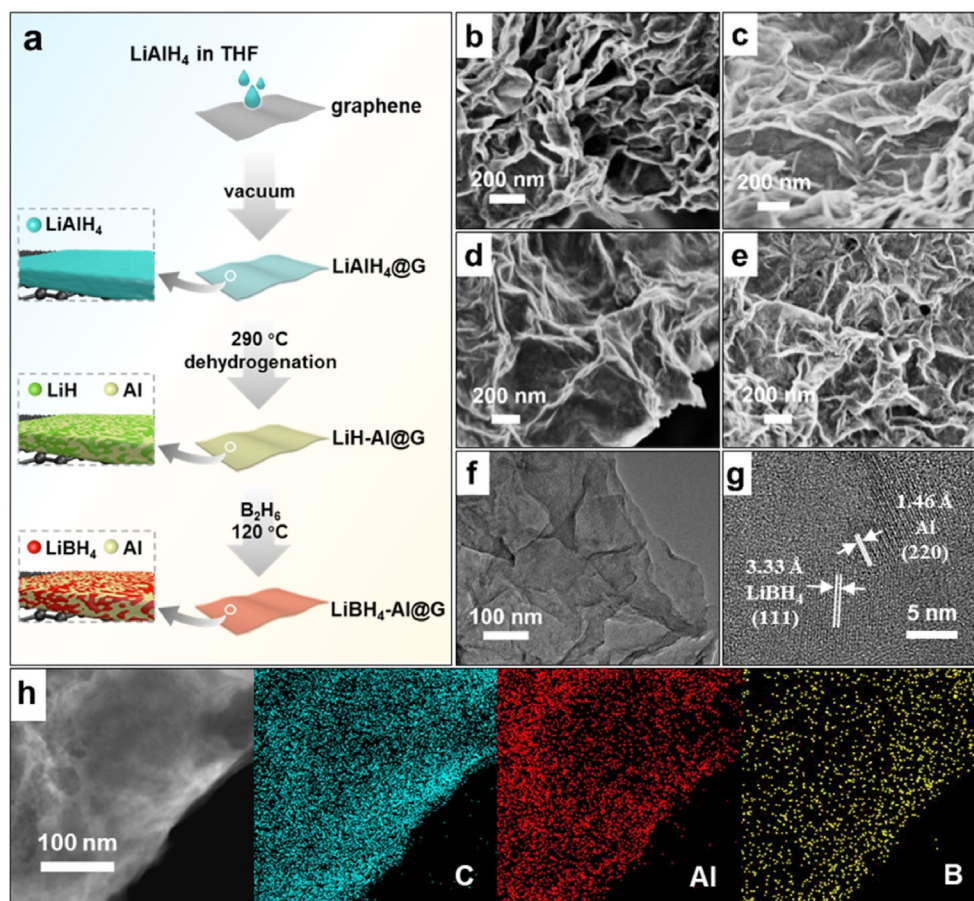 a
LiAlH₄ in THF
graphene
vacuum
LiAlH₄
LiAlH₄@G
290 °C
dehydrogenation
LiH Al
LiH-Al@G
B₂H₆
120 °C
LiBH₄ Al
LiBH₄-Al@G
b
200 nm
c
200 nm
d
200 nm
e
200 nm
f
100 nm
g
1.46 Å
Al
(220)
3.33 Å
LiBH₄
(111)
5 nm
h
100 nm
C
Al
B